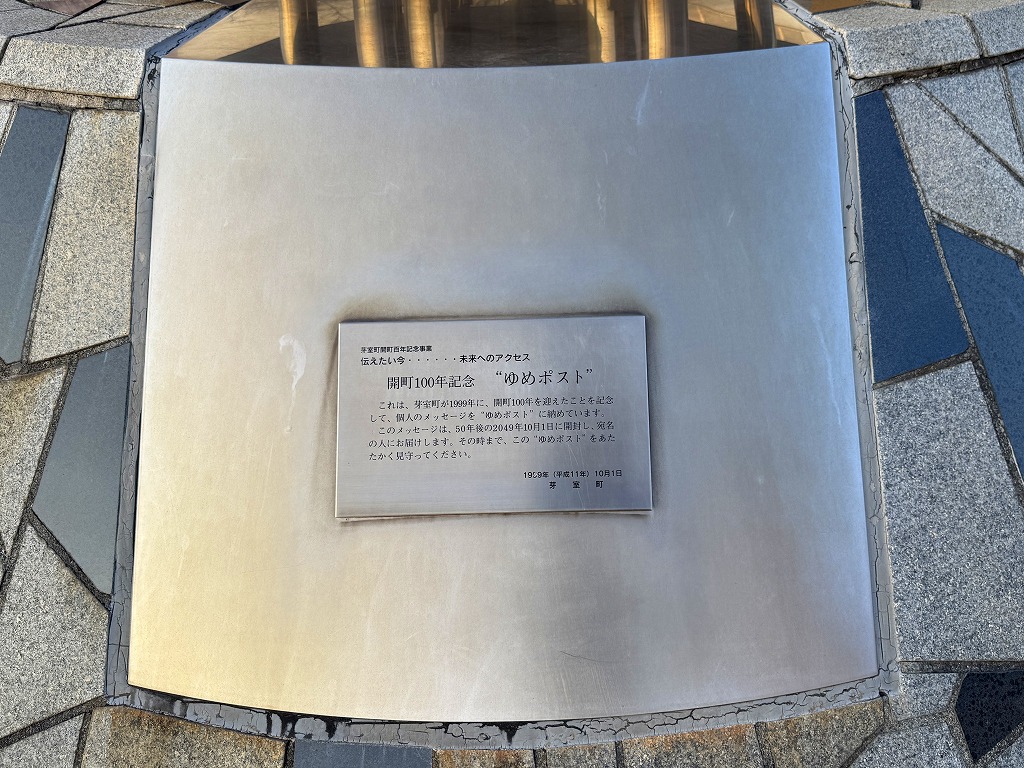 芽室町開町百年記念事業
伝えたい今・・・・・・未来へのアクセス
開町100年記念 “ゆめポスト”
これは、芽室町が1999年に、開町100年を迎えたことを記念
して、個人のメッセージを“ゆめポスト”に納めています。
このメッセージは、50年後の2049年10月1日に開封し、宛名
の人にお届けします。その時まで、この“ゆめポスト”をあた
たかく見守ってください。
1999年（平成11年）10月1日
芽室町